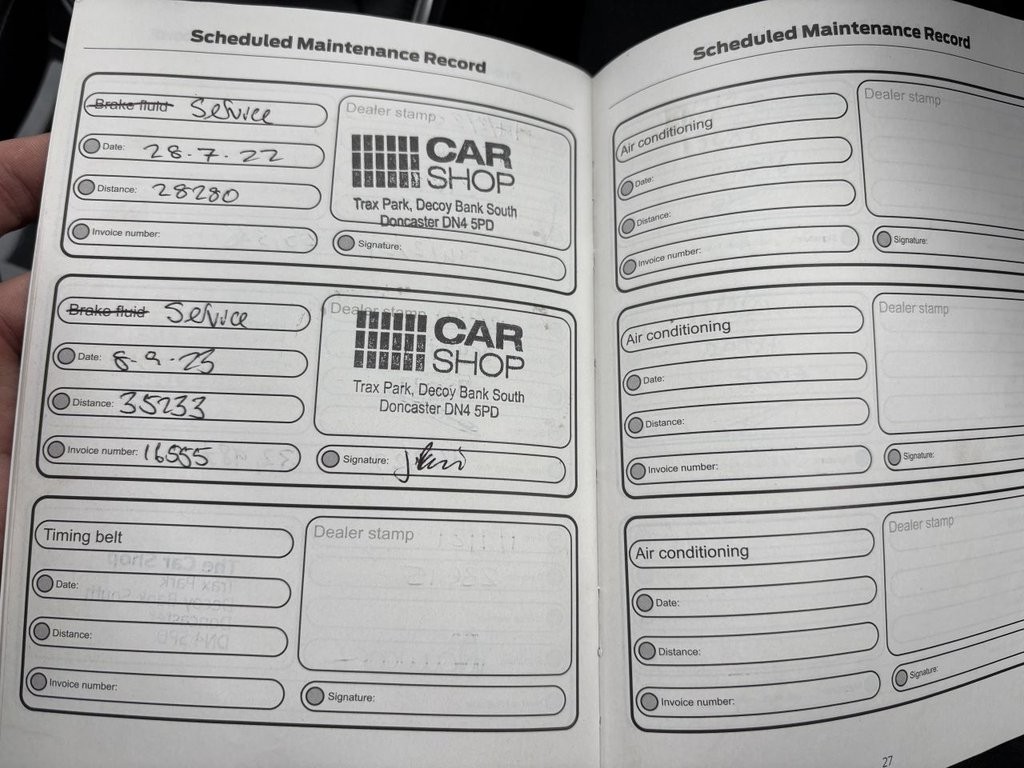 Scheduled Maintenance Record
Brake fluid Service
Date: 28.7.22
Distance: 28280
Invoice number:
Dealer stamp
CAR
SHOP
Trax Park, Decoy Bank South
Doncaster DN4 5PD
Signature:
Brake fluid Service
Date: 8.9.23
Distance: 35233
Invoice number: 16555
Dealer stamp
CAR
SHOP
Trax Park, Decoy Bank South
Doncaster DN4 5PD
Signature:
Timing belt
Date:
Distance:
Invoice number:
Dealer stamp
Signature:
Scheduled Maintenance Record
Air conditioning
Date:
Distance:
Invoice number:
Dealer stamp
Signature:
Air conditioning
Date:
Distance:
Invoice number:
Dealer stamp
Signature:
Air conditioning
Date:
Distance:
Invoice number:
Dealer stamp
Signature:
27